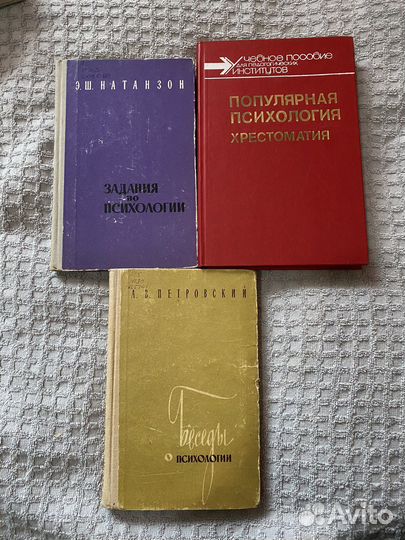 Э.Ш.НАТАНЗОН
ЗАДАНИЯ
по
ПСИХОЛОГИИ
Учебное пособие
для педагогических
институтов
ПОПУЛЯРНАЯ
ПСИХОЛОГИЯ
ХРЕСТОМАТИЯ
А.В.ПЕТРОВСКИЙ
Беседы
о ПСИХОЛОГИИ
Avito